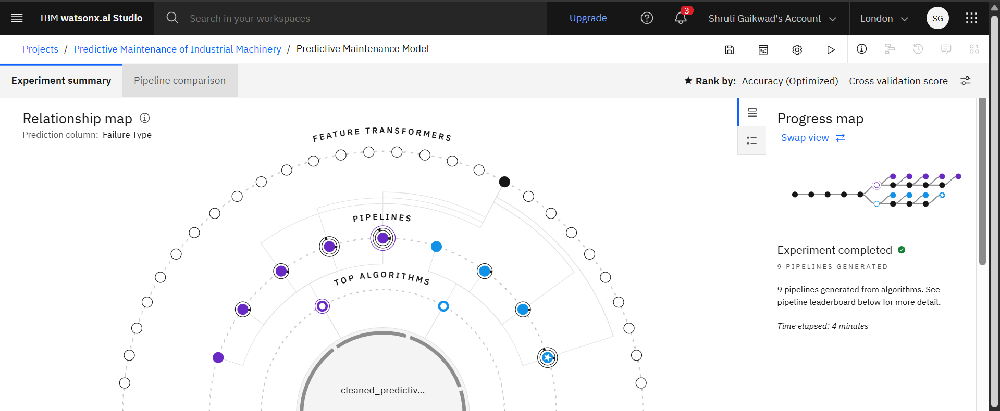 IBM watsonx.ai Studio
Search in your workspaces
Upgrade
3
Shruti Gaikwad's Account
London
SG
Projects / Predictive Maintenance of Industrial Machinery / Predictive Maintenance Model
Experiment summary
Pipeline comparison
Rank by: Accuracy (Optimized) | Cross validation score
Relationship map
Prediction column: Failure Type
FEATURE TRANSFORMERS
PIPELINES
TOP ALGORITHMS
cleaned_predictiv...
Progress map
Swap view
Experiment completed
9 PIPELINES GENERATED
9 pipelines generated from algorithms. See
pipeline leaderboard below for more detail.
Time elapsed: 4 minutes